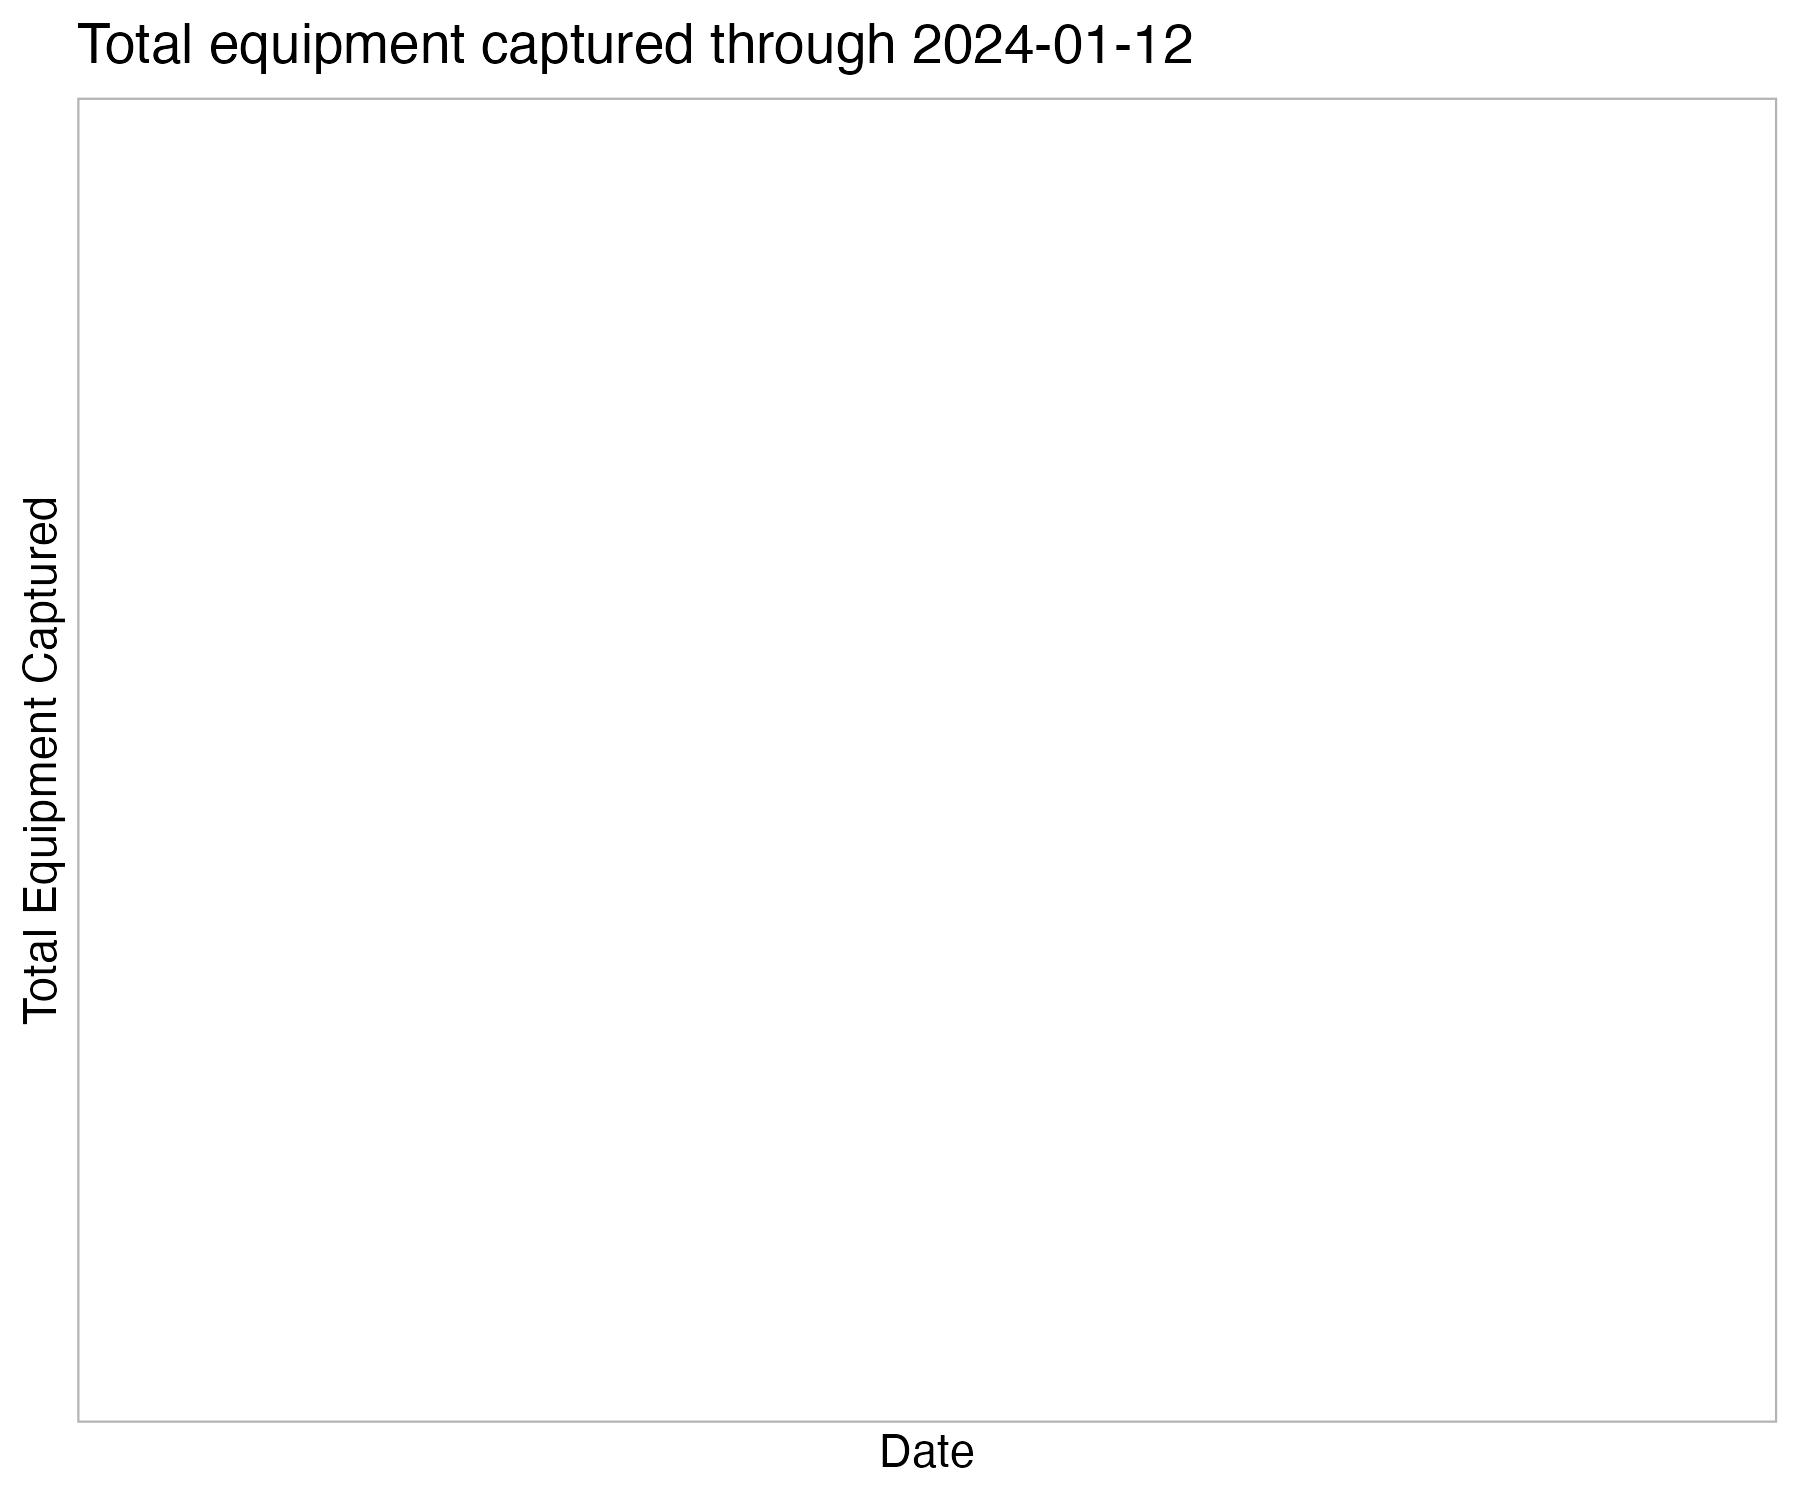 Total equipment captured through 2024-01-12
Total Equipment Captured
Date